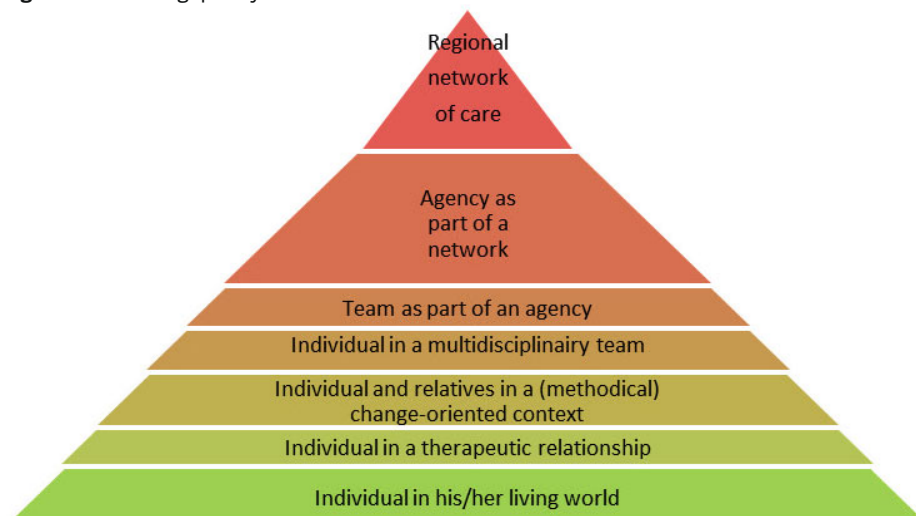 Regional
network
of care
Agency as
part of a
network
Team as part of an agency
Individual in a multidisciplinairy team
Individual and relatives in a (methodical)
change-oriented context
Individual in a therapeutic relationship
Individual in his/her living world